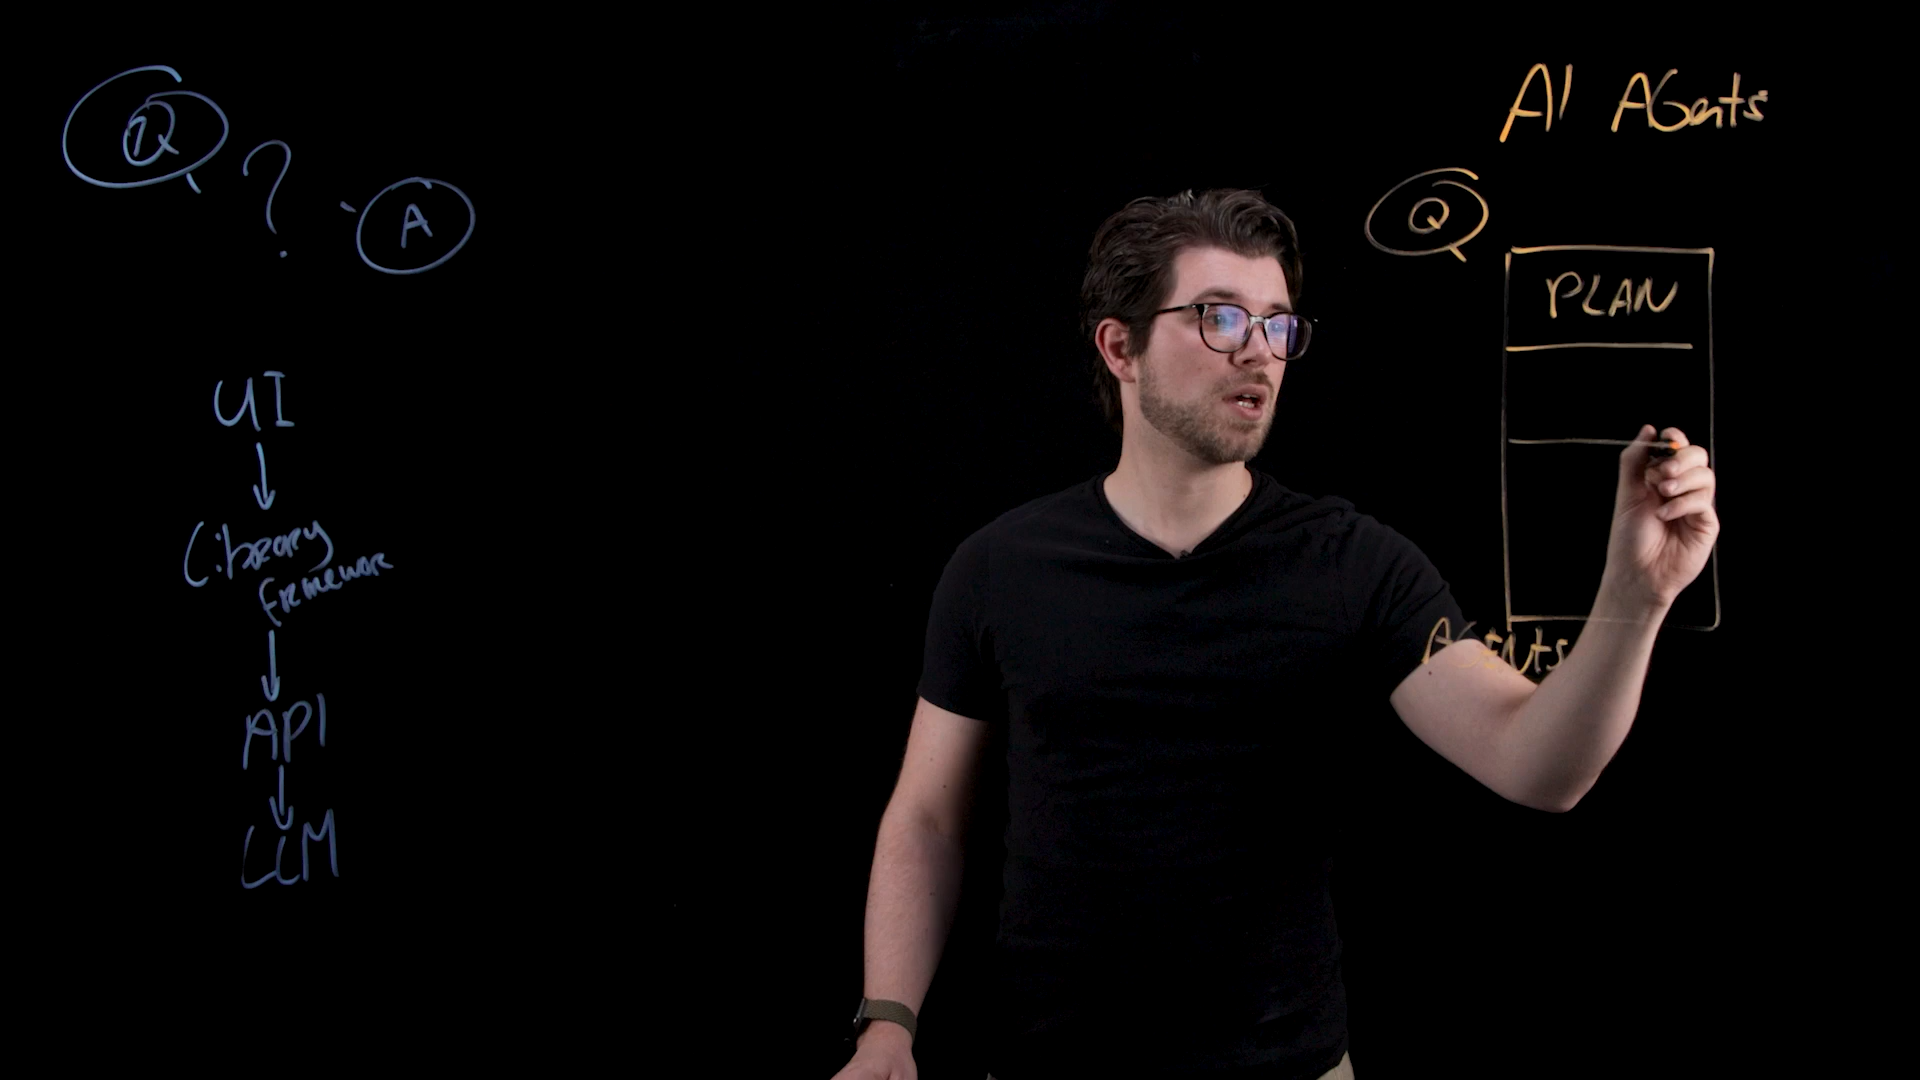 Q
?
A
UI
Library
framework
API
LLM
AI AGents
Q
PLAN
AGENts